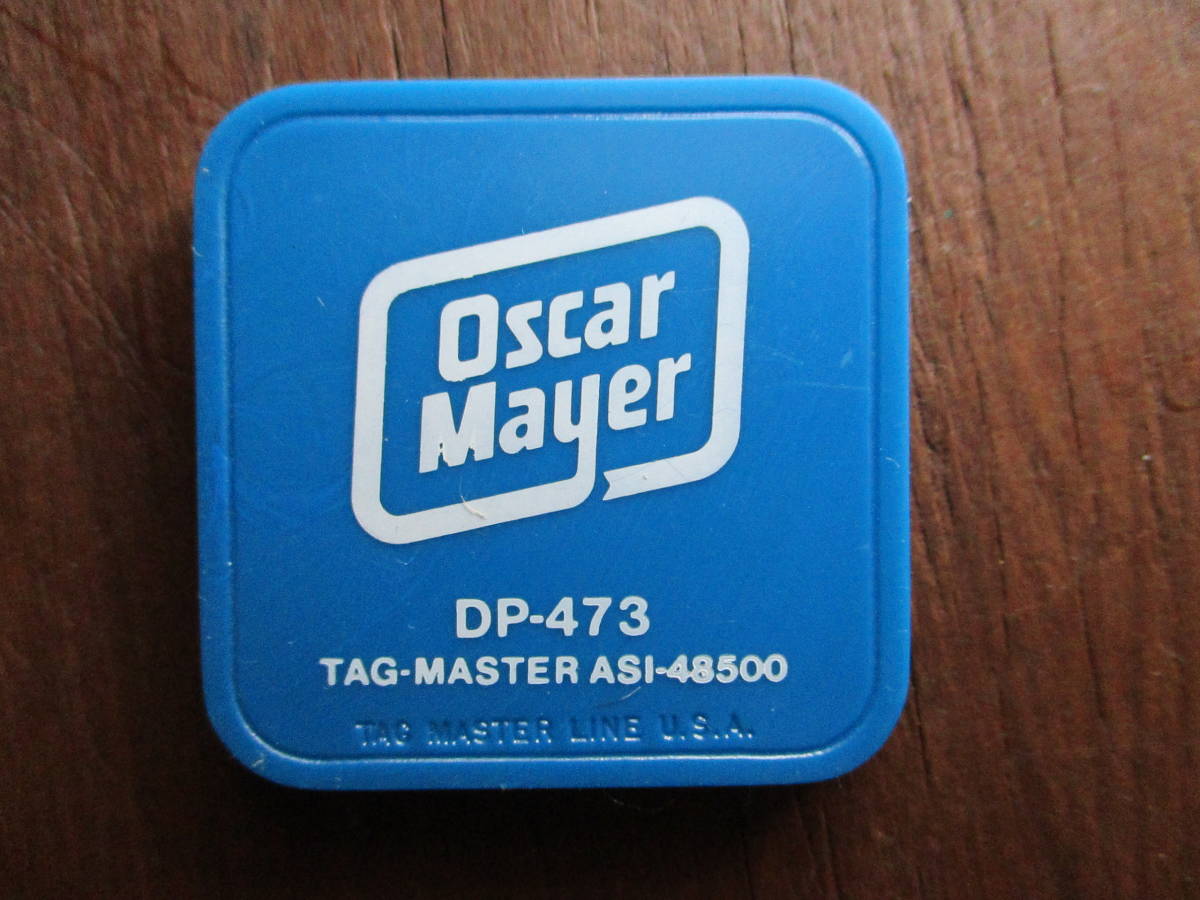 Oscar
Mayer
DP-473
TAG-MASTER ASI-48500
TAG MASTER LINE U.S.A.